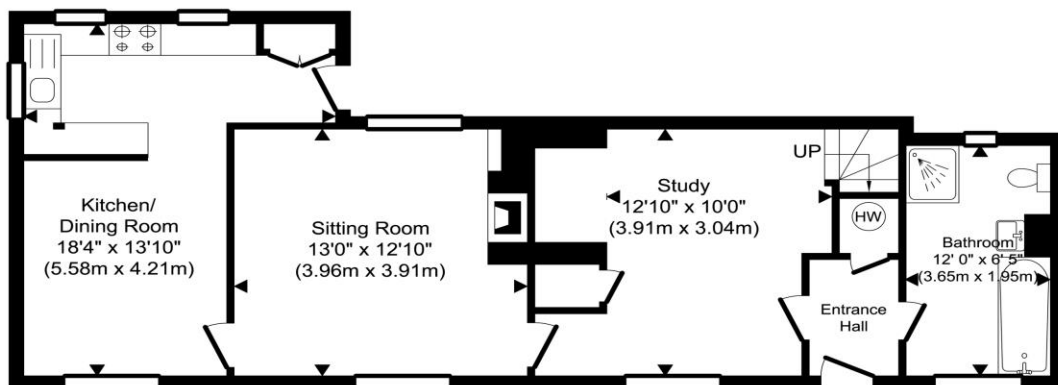 Kitchen/
Dining Room
18'4" x 13'10"
(5.58m x 4.21m)
Sitting Room
13'0" x 12'10"
(3.96m x 3.91m)
UP
Study
12'10" x 10'0"
(3.91m x 3.04m)
HW
Entrance
Hall
Bathroom
12' 0" x 6' 5"
(3.65m x 1.95m)